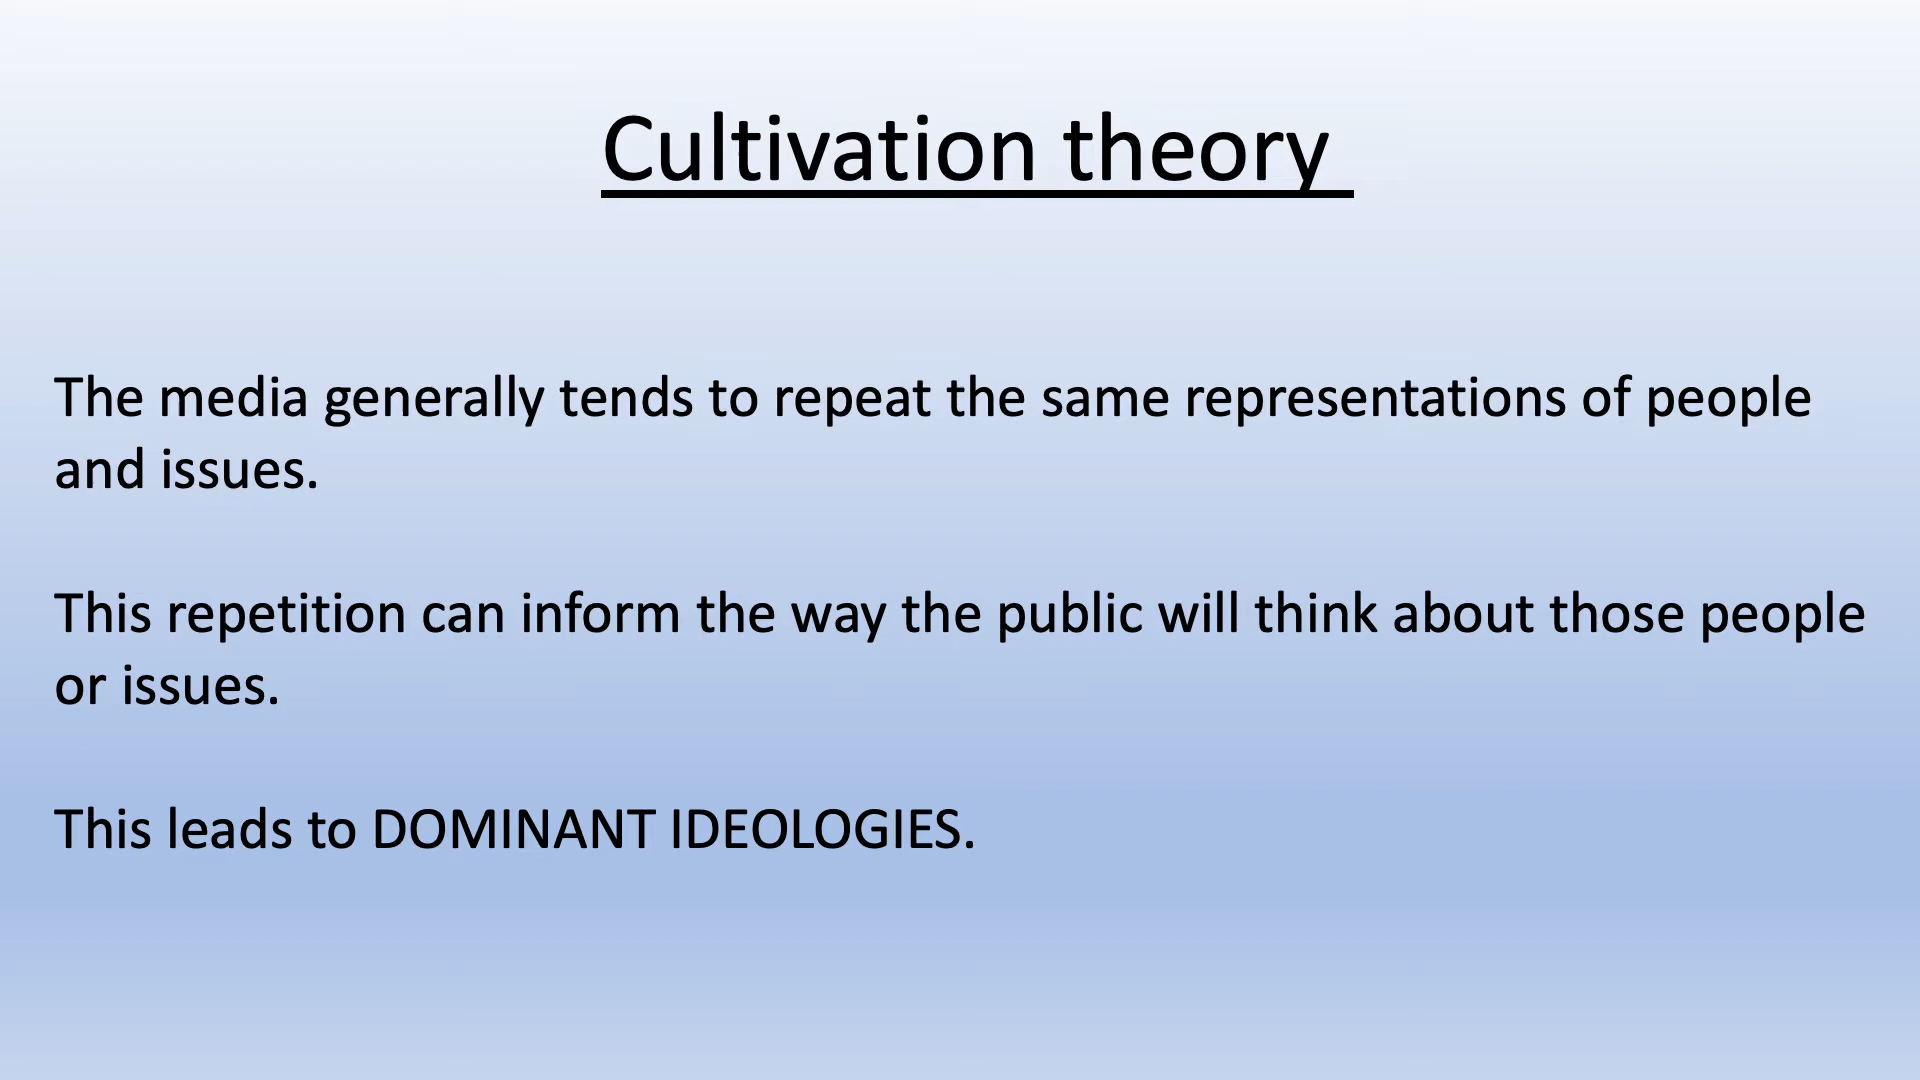 Cultivation theory
The media generally tends to repeat the same representations of people
and issues.
This repetition can inform the way the public will think about those people
or issues.
This leads to DOMINANT IDEOLOGIES.